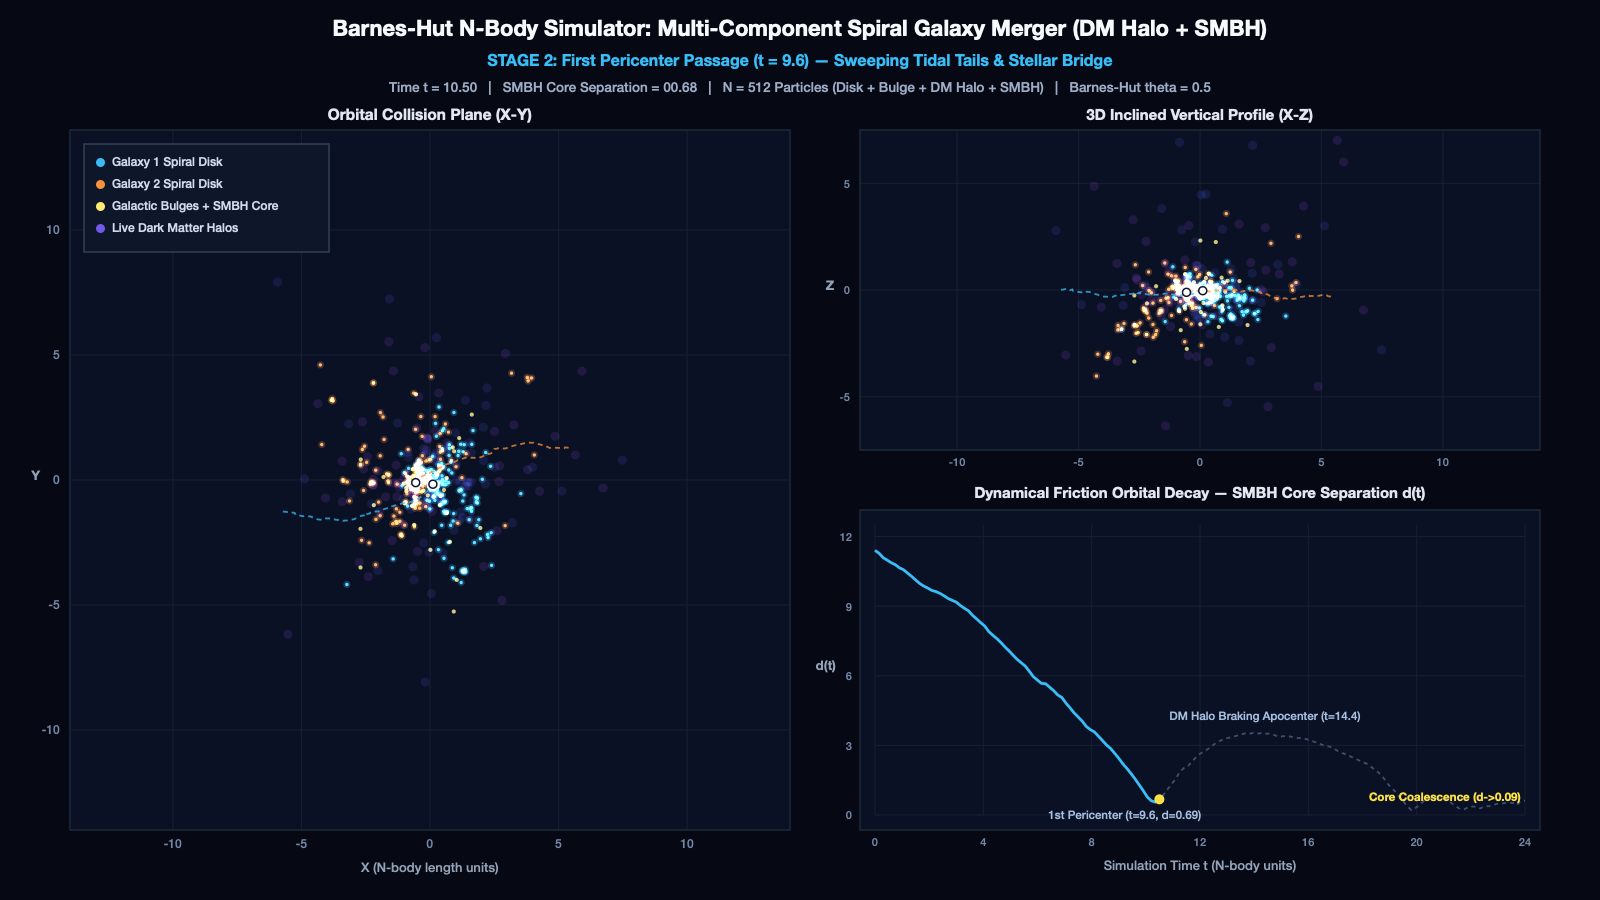 Barnes-Hut N-Body Simulator: Multi-Component Spiral Galaxy Merger (DM Halo + SMBH)
STAGE 2: First Pericenter Passage (t = 9.6) — Sweeping Tidal Tails & Stellar Bridge
Time t = 10.50 | SMBH Core Separation = 00.68 | N = 512 Particles (Disk + Bulge + DM Halo + SMBH) | Barnes-Hut theta = 0.5
Orbital Collision Plane (X-Y)
Galaxy 1 Spiral Disk
Galaxy 2 Spiral Disk
Galactic Bulges + SMBH Core
Live Dark Matter Halos
10
5
0
-5
-10
Y
-10 -5 0 5 10
X (N-body length units)
3D Inclined Vertical Profile (X-Z)
5
0
-5
Z
-10 -5 0 5 10
Dynamical Friction Orbital Decay — SMBH Core Separation d(t)
12
9
6
3
0
d(t)
DM Halo Braking Apocenter (t=14.4)
Core Coalescence (d->0.09)
1st Pericenter (t=9.6, d=0.69)
0 4 8 12 16 20 24
Simulation Time t (N-body units)